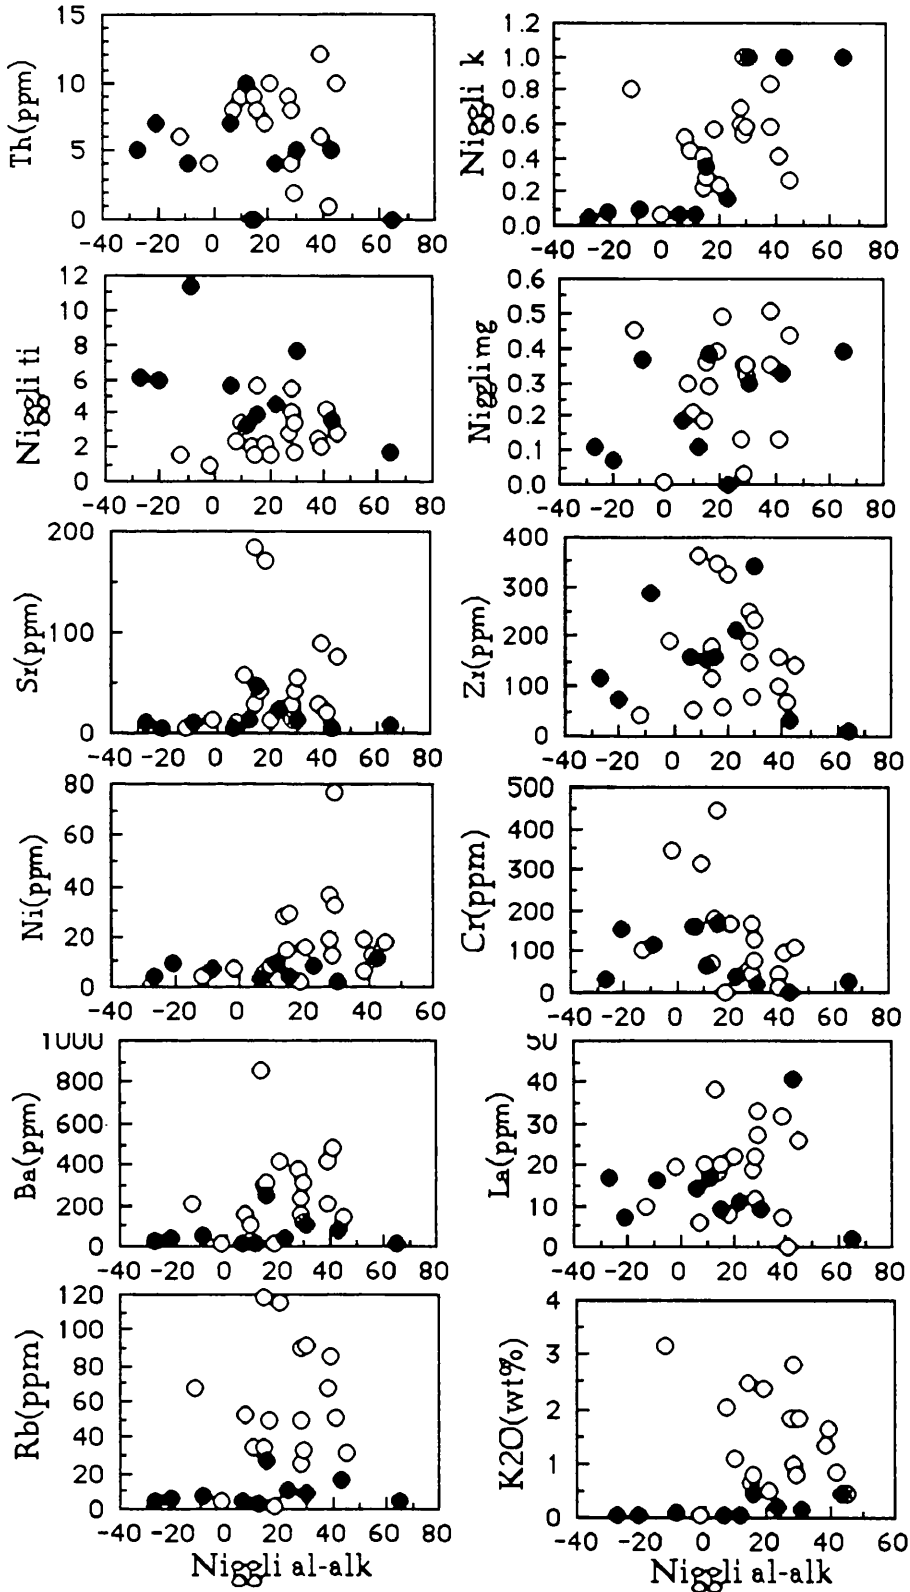 Th(ppm)
15
10
5
0
-40 -20 0 20 40 60 80
Niggli k
1.2
1.0
0.8
0.6
0.4
0.2
0.0
-40 -20 0 20 40 60 80
Niggli ti
12
10
8
6
4
2
0
-40 -20 0 20 40 60 80
Niggli mg
0.6
0.5
0.4
0.3
0.2
0.1
0.0
-40 -20 0 20 40 60 80
Sr(ppm)
200
100
0
-40 -20 0 20 40 60 80
Zr(ppm)
400
300
200
100
0
-40 -20 0 20 40 60 80
Ni(ppm)
80
60
40
20
0
-40 -20 0 20 40 60
Cr(ppm)
500
400
300
200
100
0
-40 -20 0 20 40 60 80
Ba(ppm)
1000
800
600
400
200
0
-40 -20 0 20 40 60 80
La(ppm)
50
40
30
20
10
0
-40 -20 0 20 40 60 80
Rb(ppm)
120
100
80
60
40
20
0
-40 -20 0 20 40 60 80
Niggli al-alk
K2O(wt%)
4
3
2
1
0
-40 -20 0 20 40 60
Niggli al-alk